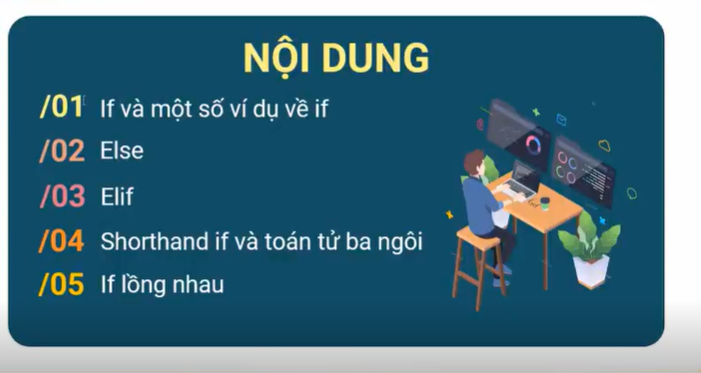 NỘI DUNG
/01 If và một số ví dụ về if
/02 Else
/03 Elif
/04 Shorthand if và toán tử ba ngôi
/05 If lồng nhau